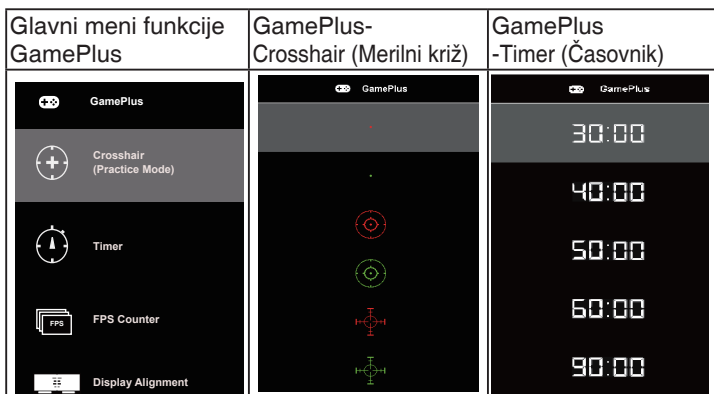 Glavni meni funkcije
GamePlus
GamePlus-
Crosshair (Merilni križ)
GamePlus
-Timer (Časovnik)
GamePlus
Crosshair
(Practice Mode)
Timer
FPS
FPS Counter
Display Alignment
GamePlus
GamePlus
30:00
40:00
50:00
60:00
90:00